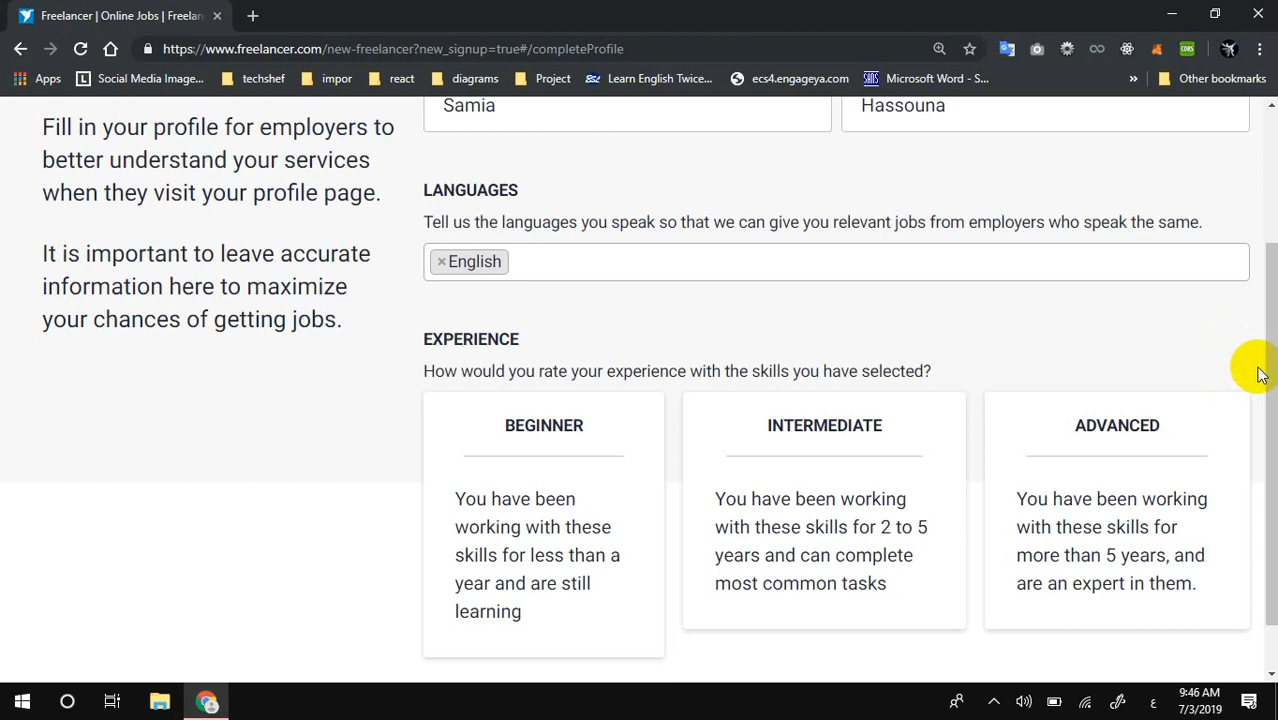 Freelancer | Online Jobs | Freelan
https://www.freelancer.com/new-freelancer?new_signup=true#/completeProfile
Apps
Social Media Image...
techshef
impor
react
diagrams
Project
Learn English Twice...
ecs4.engageya.com
Microsoft Word - S...
»
Other bookmarks
CORS
Samia
Hassouna
Fill in your profile for employers to
better understand your services
when they visit your profile page.
It is important to leave accurate
information here to maximize
your chances of getting jobs.
LANGUAGES
Tell us the languages you speak so that we can give you relevant jobs from employers who speak the same.
× English
EXPERIENCE
How would you rate your experience with the skills you have selected?
BEGINNER
You have been
working with these
skills for less than a
year and are still
learning
INTERMEDIATE
You have been working
with these skills for 2 to 5
years and can complete
most common tasks
ADVANCED
You have been working
with these skills for
more than 5 years, and
are an expert in them.
ع
9:46 AM
7/3/2019